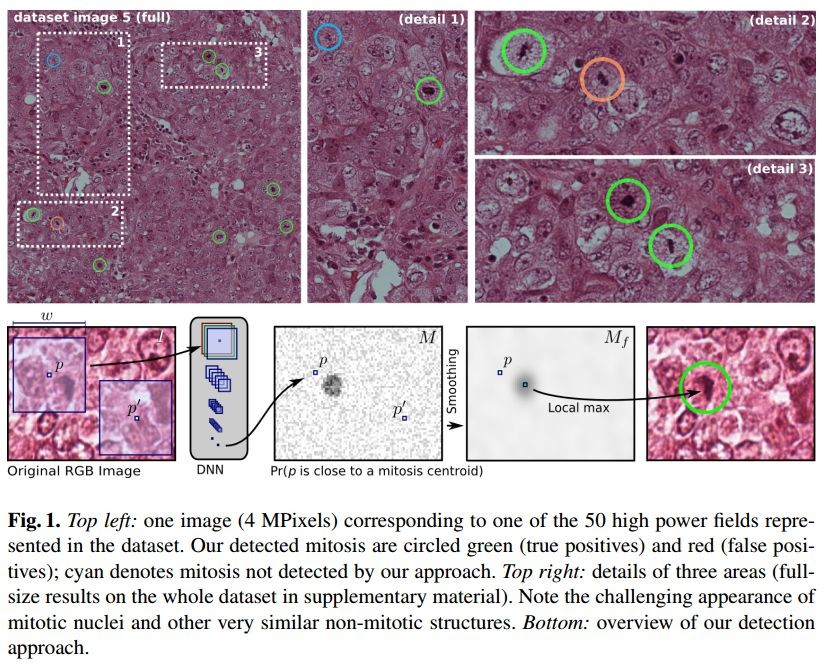 dataset image 5 (full)
1
3
2
(detail 1)
(detail 2)
(detail 3)
w
I
p
p′
Original RGB Image
DNN
M
p
p′
Pr(p is close to a mitosis centroid)
Smoothing
M_f
p
Local max
Fig. 1. Top left: one image (4 MPixels) corresponding to one of the 50 high power fields repre-
sented in the dataset. Our detected mitosis are circled green (true positives) and red (false posi-
tives); cyan denotes mitosis not detected by our approach. Top right: details of three areas (full-
size results on the whole dataset in supplementary material). Note the challenging appearance of
mitotic nuclei and other very similar non-mitotic structures. Bottom: overview of our detection
approach.